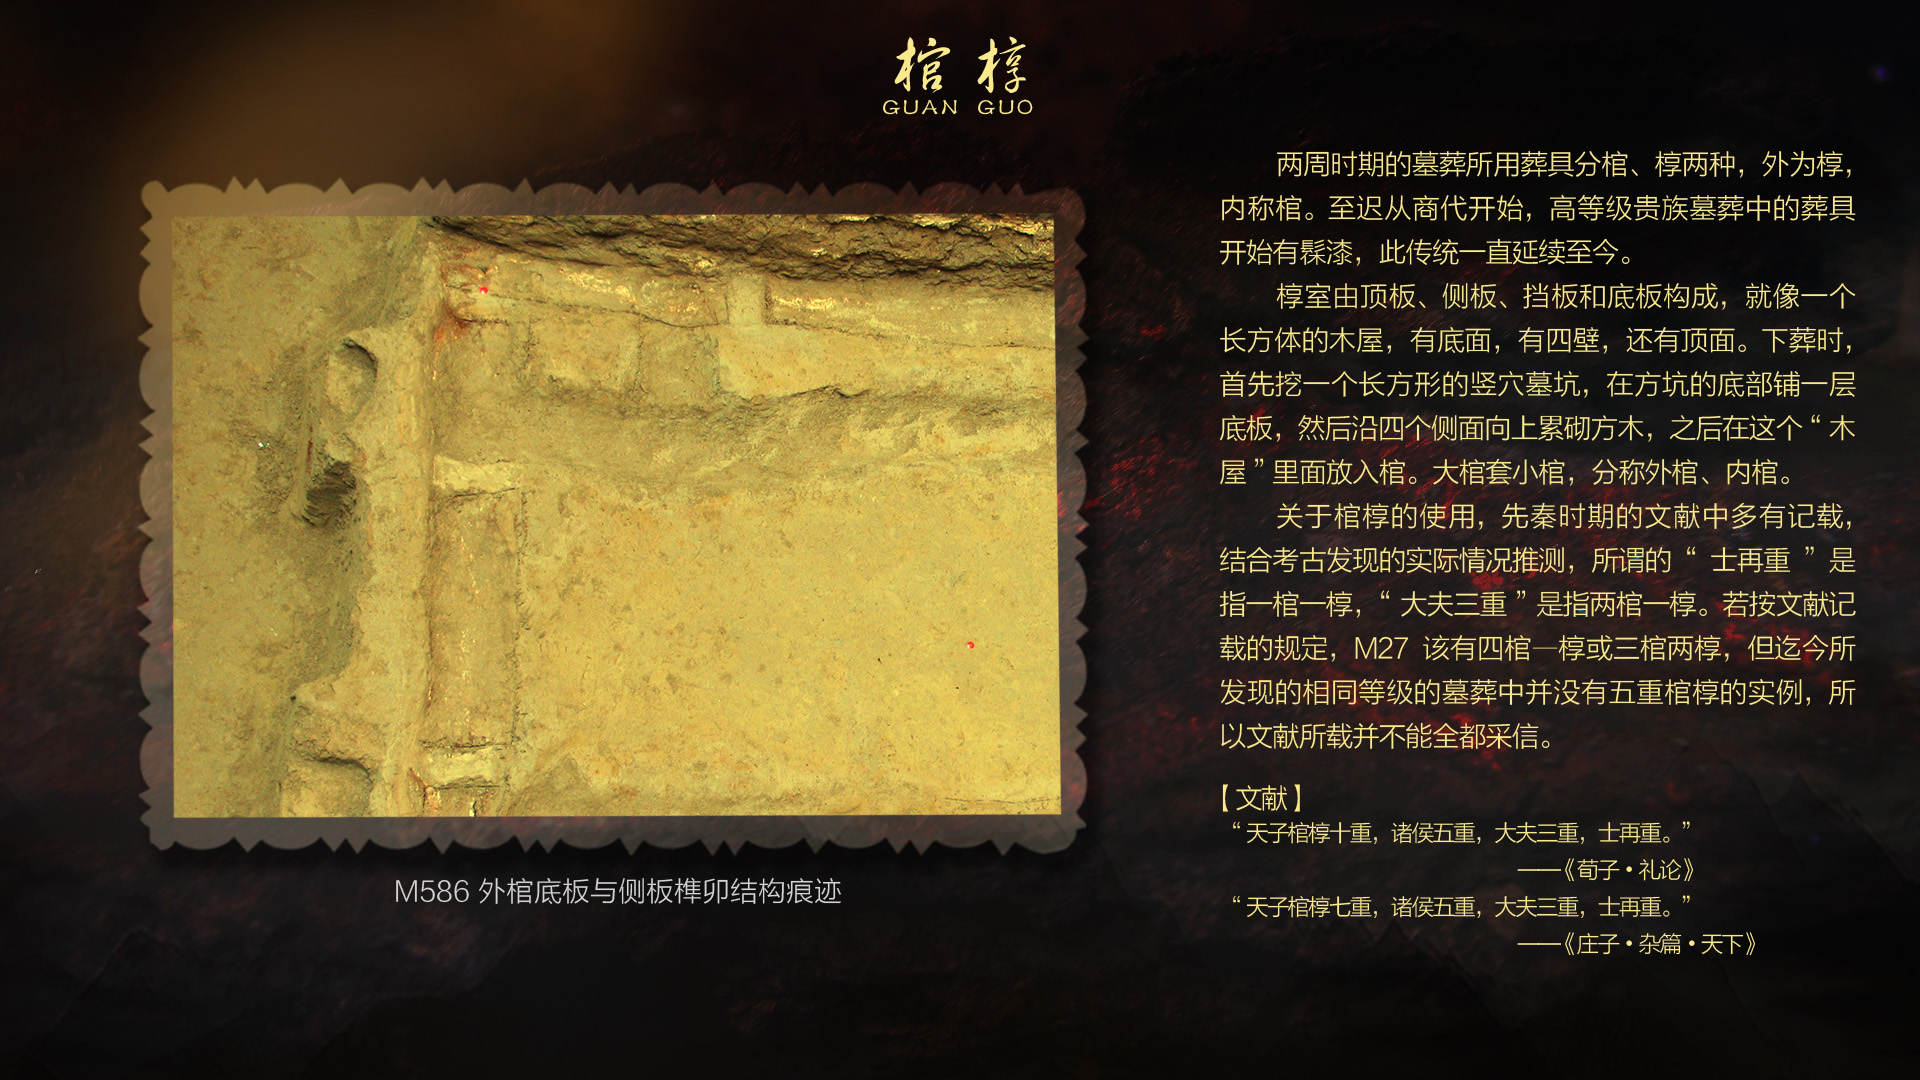 棺 椁
GUAN GUO
两周时期的墓葬所用葬具分棺、椁两种，外为椁，
内称棺。至迟从商代开始，高等级贵族墓葬中的葬具
开始有髹漆，此传统一直延续至今。
椁室由顶板、侧板、挡板和底板构成，就像一个
长方体的木屋，有底面，有四壁，还有顶面。下葬时，
首先挖一个长方形的竖穴墓坑，在方坑的底部铺一层
底板，然后沿四个侧面向上累砌方木，之后在这个“木
屋”里面放入棺。大棺套小棺，分称外棺、内棺。
关于棺椁的使用，先秦时期的文献中多有记载，
结合考古发现的实际情况推测，所谓的“ 士再重 ”是
指一棺一椁，“ 大夫三重 ”是指两棺一椁。若按文献记
载的规定，M27 该有四棺一椁或三棺两椁，但迄今所
发现的相同等级的墓葬中并没有五重棺椁的实例，所
以文献所载并不能全都采信。
【文献】
“天子棺椁十重，诸侯五重，大夫三重，士再重。”
——《荀子·礼论》
“天子棺椁七重，诸侯五重，大夫三重，士再重。”
——《庄子·杂篇·天下》
M586 外棺底板与侧板榫卯结构痕迹